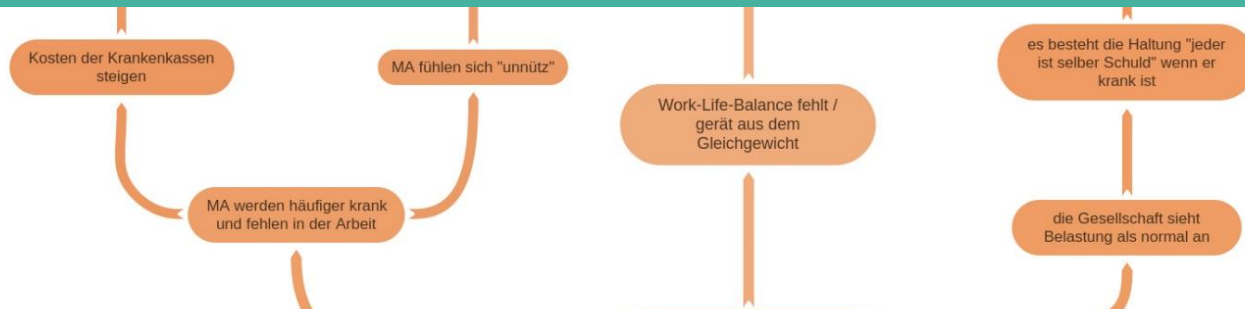 Kosten der Krankenkassen
steigen
MA fühlen sich "unnütz"
Work-Life-Balance fehlt /
gerät aus dem
Gleichgewicht
es besteht die Haltung "jeder
ist selber Schuld" wenn er
krank ist
MA werden häufiger krank
und fehlen in der Arbeit
die Gesellschaft sieht
Belastung als normal an